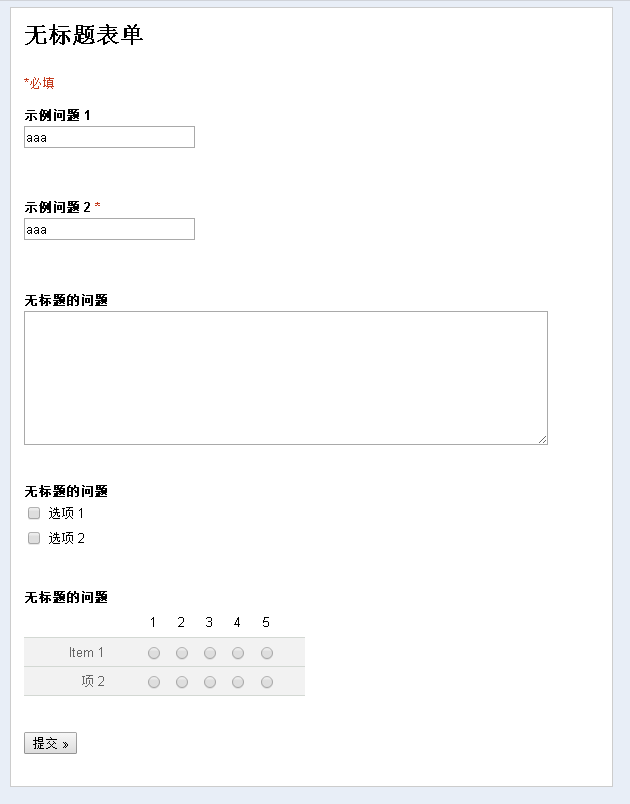 无标题表单
*必填
示例问题 1
aaa
示例问题 2 *
aaa
无标题的问题
无标题的问题
选项 1
选项 2
无标题的问题
1 2 3 4 5
Item 1
项 2
提交 »